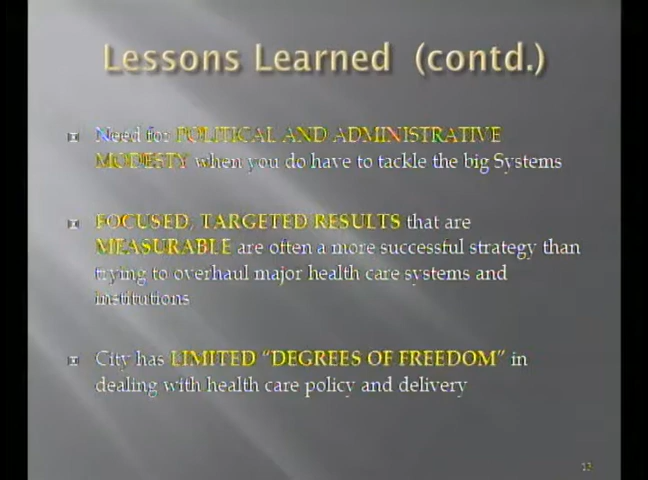 Lessons Learned (contd.)
Need for POLITICAL AND ADMINISTRATIVE
MODESTY when you do have to tackle the big Systems
FOCUSED, TARGETED RESULTS that are
MEASURABLE are often a more successful strategy than
trying to overhaul major health care systems and
institutions
City has LIMITED "DEGREES OF FREEDOM" in
dealing with health care policy and delivery
13